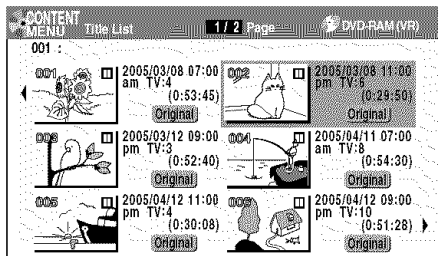 CONTENT MENU Title List 1 / 2 Page DVD-RAM (VR)
001 :
001 2005/03/08 07:00
am TV:4
(0:53:45)
Original
002 2005/03/08 11:00
pm TV:6
(0:29:50)
Original
003 2005/03/12 09:00
pm TV:3
(0:52:40)
Original
004 2005/04/11 07:00
am TV:8
(0:54:30)
Original
005 2005/04/12 11:00
pm TV:4
(0:30:08)
Original
006 2005/04/12 09:00
pm TV:10
(0:51:28)
Original